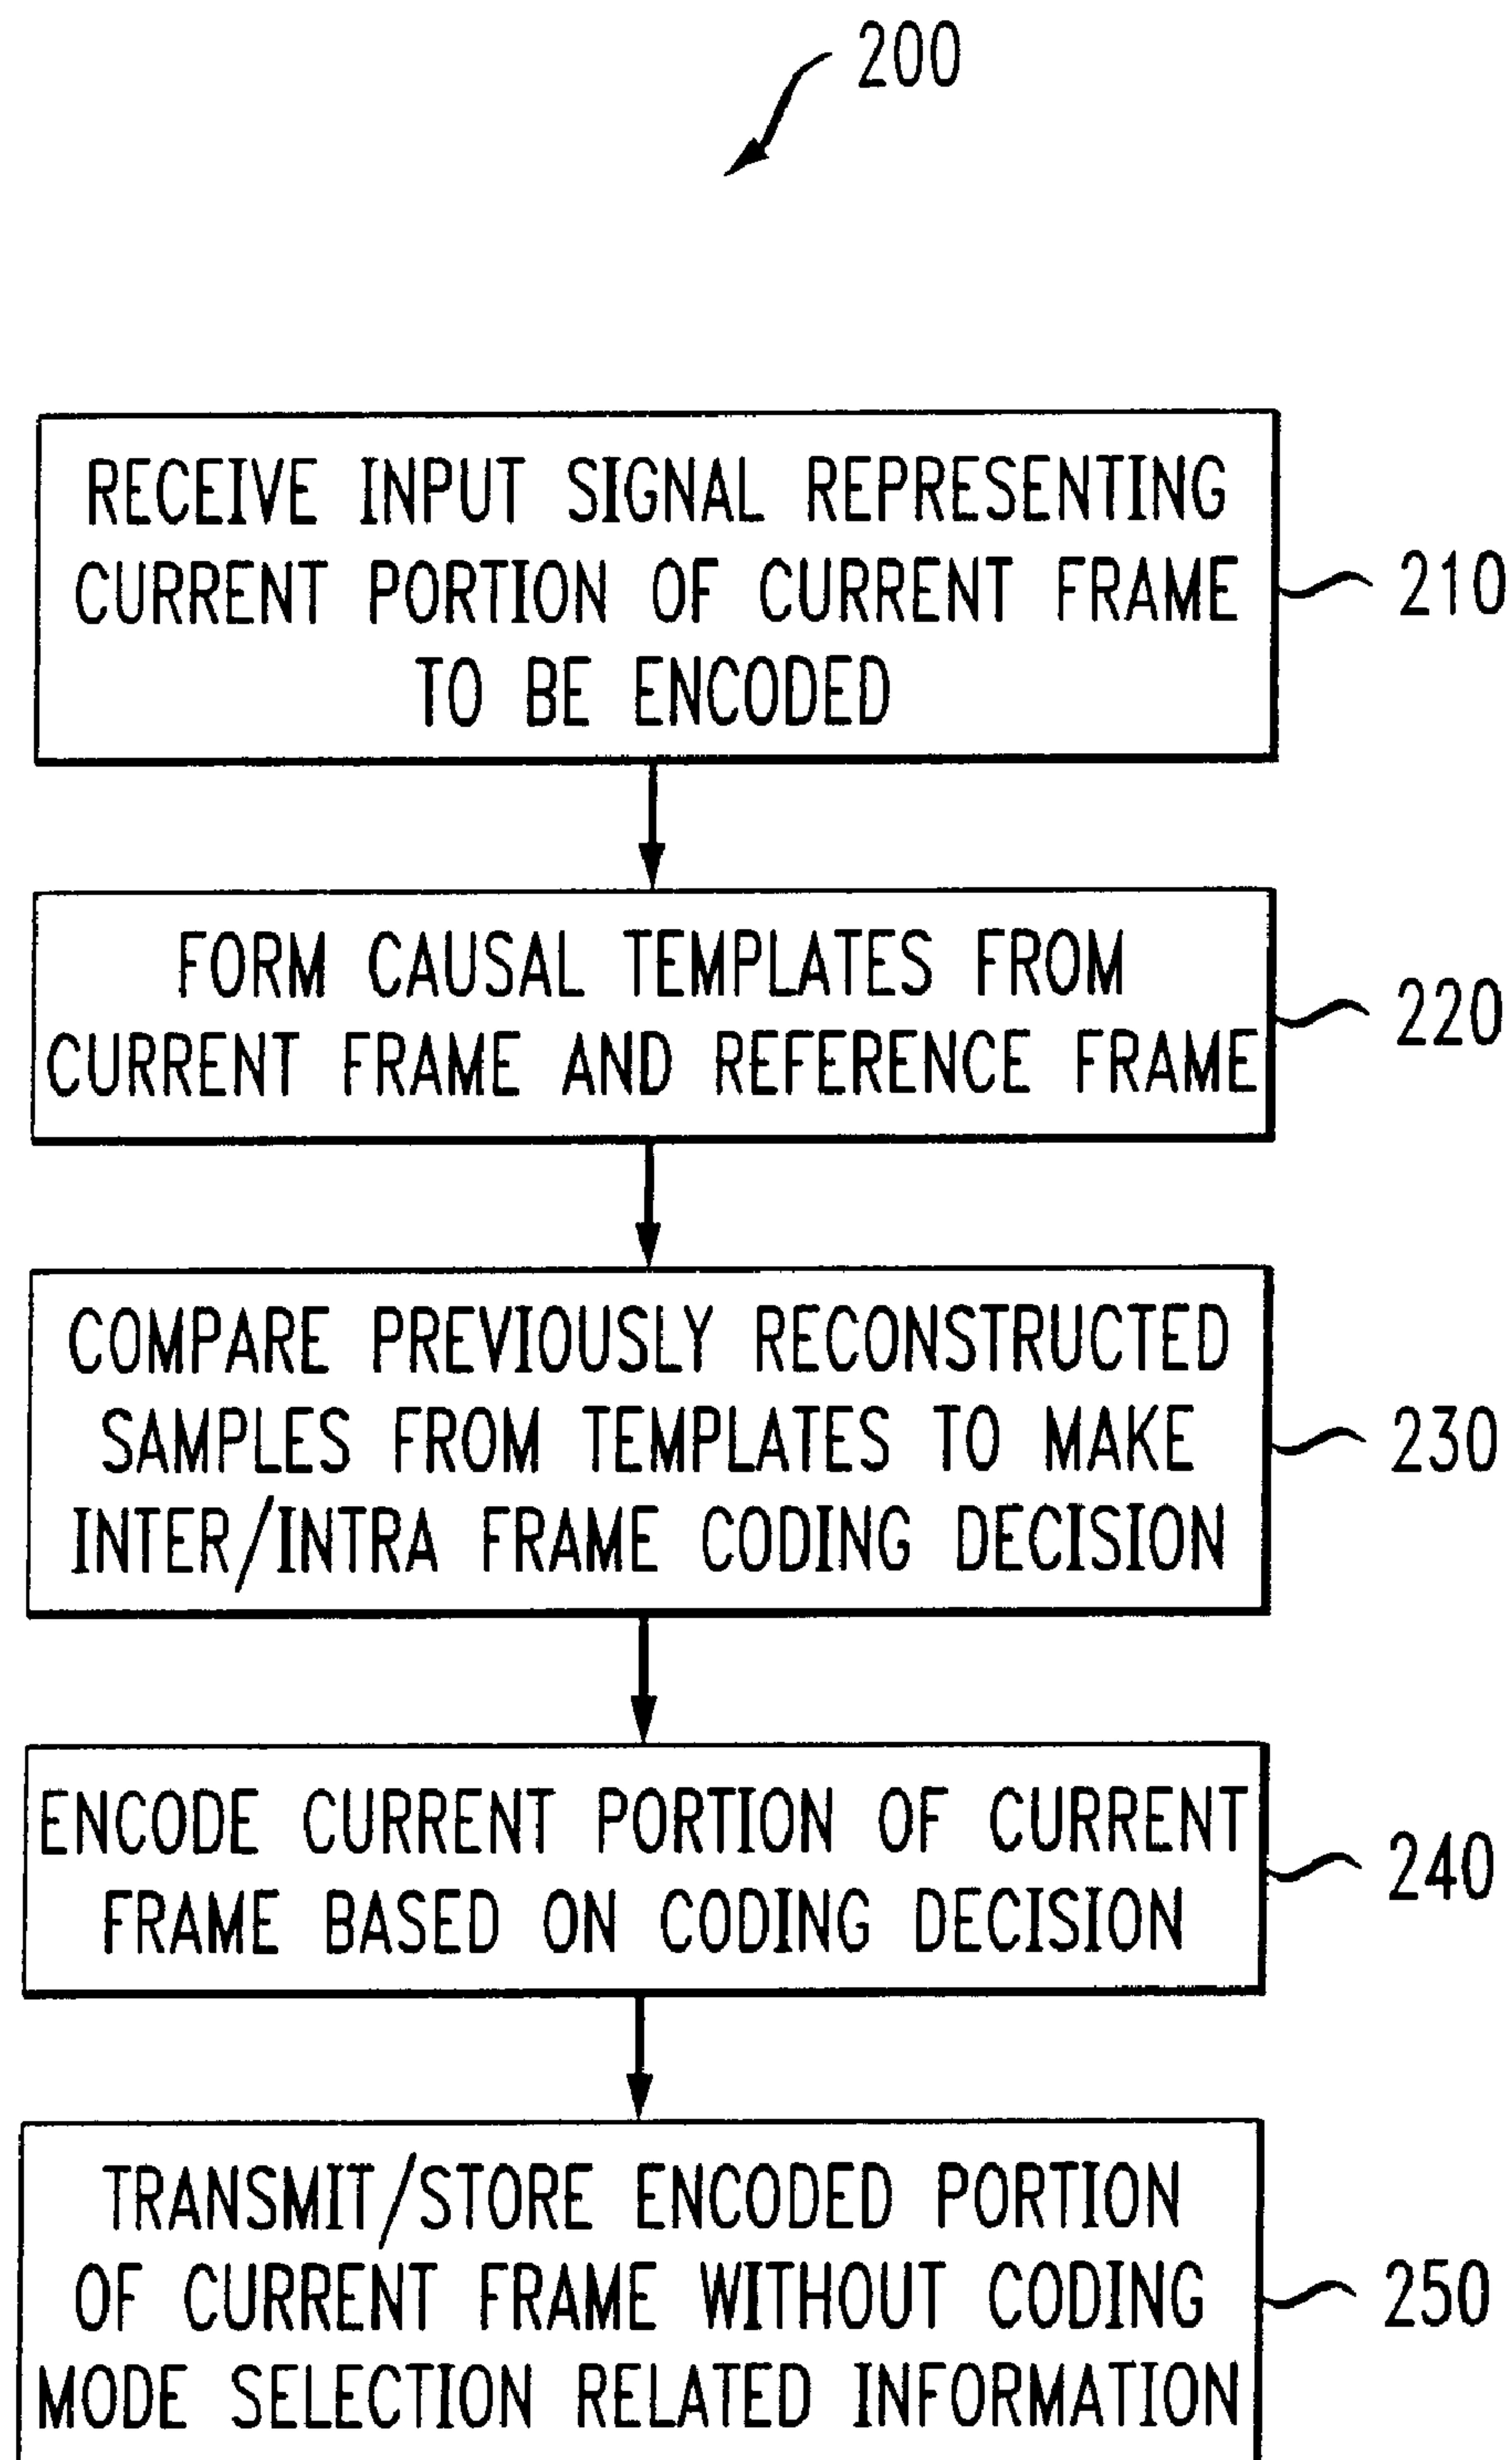 200
RECEIVE INPUT SIGNAL REPRESENTING
CURRENT PORTION OF CURRENT FRAME
TO BE ENCODED
210
FORM CAUSAL TEMPLATES FROM
CURRENT FRAME AND REFERENCE FRAME
220
COMPARE PREVIOUSLY RECONSTRUCTED
SAMPLES FROM TEMPLATES TO MAKE
INTER/INTRA FRAME CODING DECISION
230
ENCODE CURRENT PORTION OF CURRENT
FRAME BASED ON CODING DECISION
240
TRANSMIT/STORE ENCODED PORTION
OF CURRENT FRAME WITHOUT CODING
MODE SELECTION RELATED INFORMATION
250